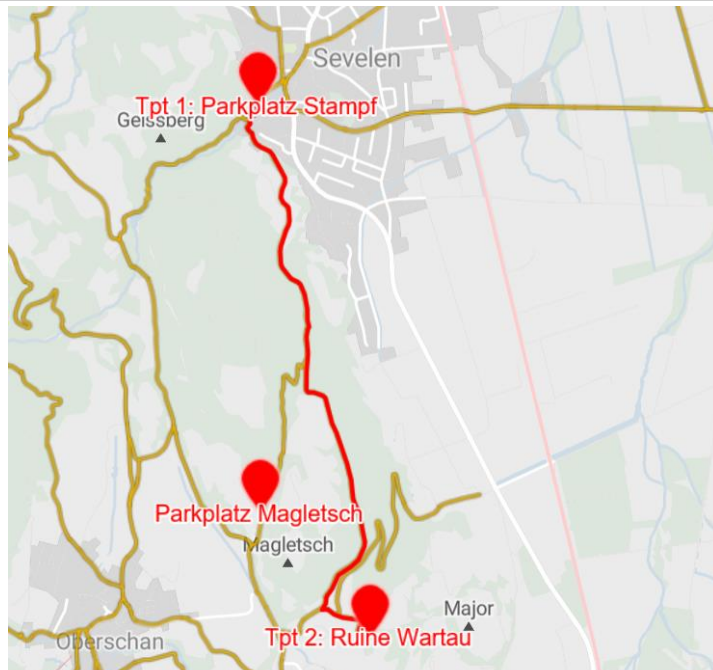 Sevelen
Tpt 1: Parkplatz Stampf
Geissberg
Parkplatz Magletsch
Magletsch
Major
Tpt 2: Ruine Wartau
Oberschan